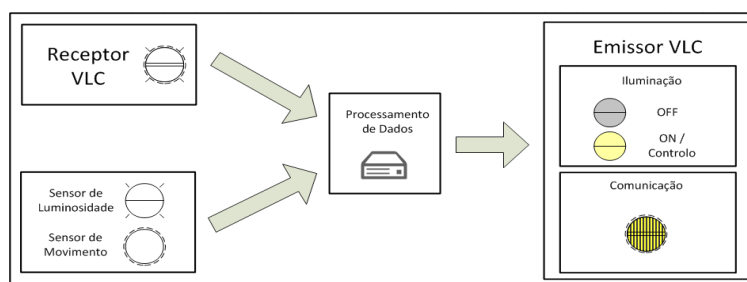 Receptor
VLC
Sensor de
Luminosidade
Sensor de
Movimento
Processamento
de Dados
Emissor VLC
Iluminação
OFF
ON /
Controlo
Comunicação